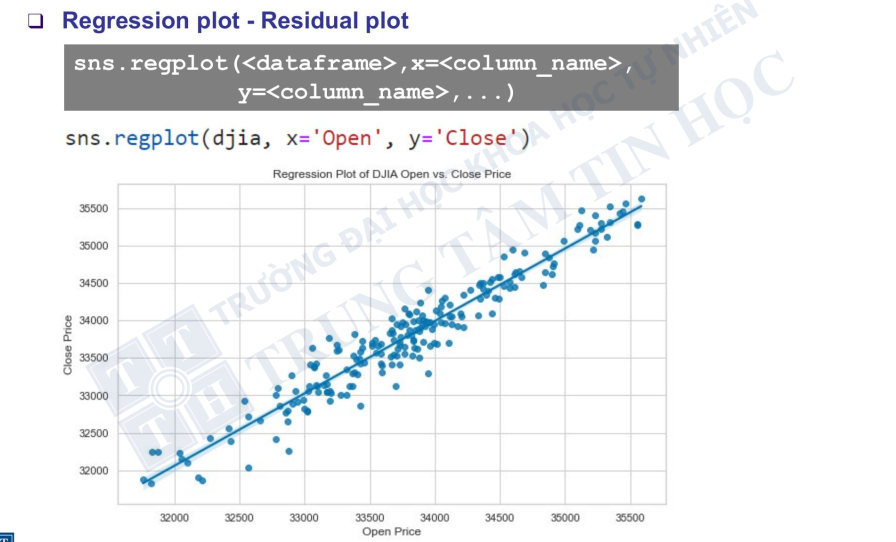 Regression plot - Residual plot
sns.regplot(<dataframe>,x=<column_name>,
y=<column_name>,...)
sns.regplot(djia, x='Open', y='Close')
Regression Plot of DJIA Open vs. Close Price
35500
35000
34500
34000
33500
33000
32500
32000
Close Price
32000 32500 33000 33500 34000 34500 35000 35500
Open Price
TRƯỜNG ĐẠI HỌC KHOA HỌC TỰ NHIÊN
TRUNG TÂM TIN HỌC
T T
T H